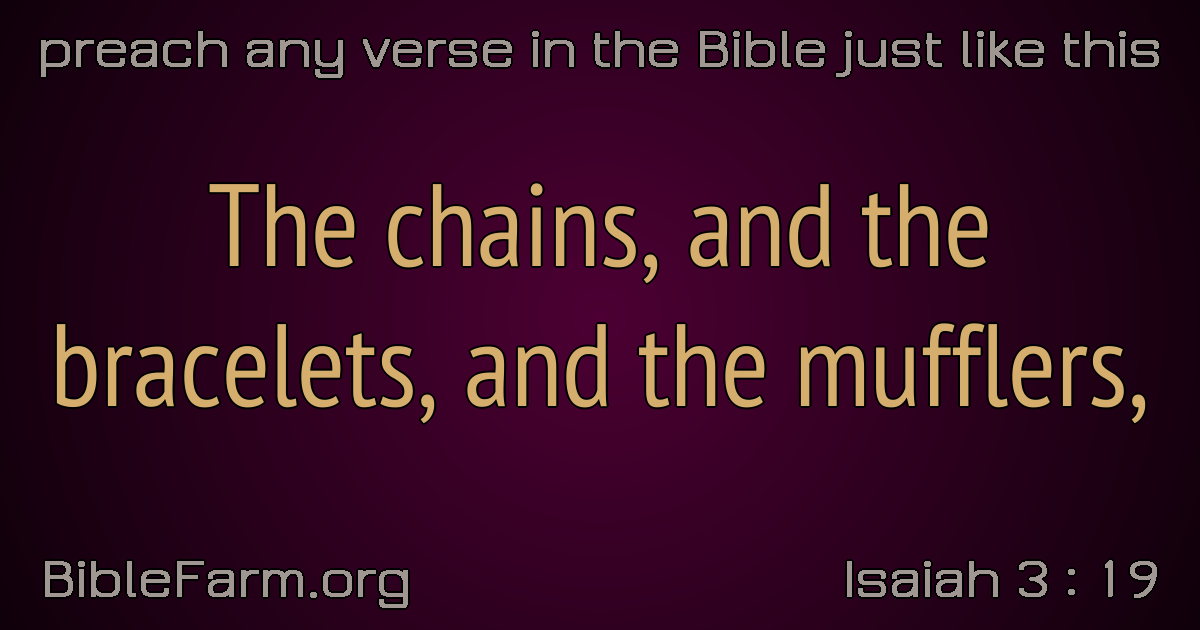 preach any verse in the Bible just like this
The chains, and the
bracelets, and the mufflers,
BibleFarm.org
Isaiah 3 : 19